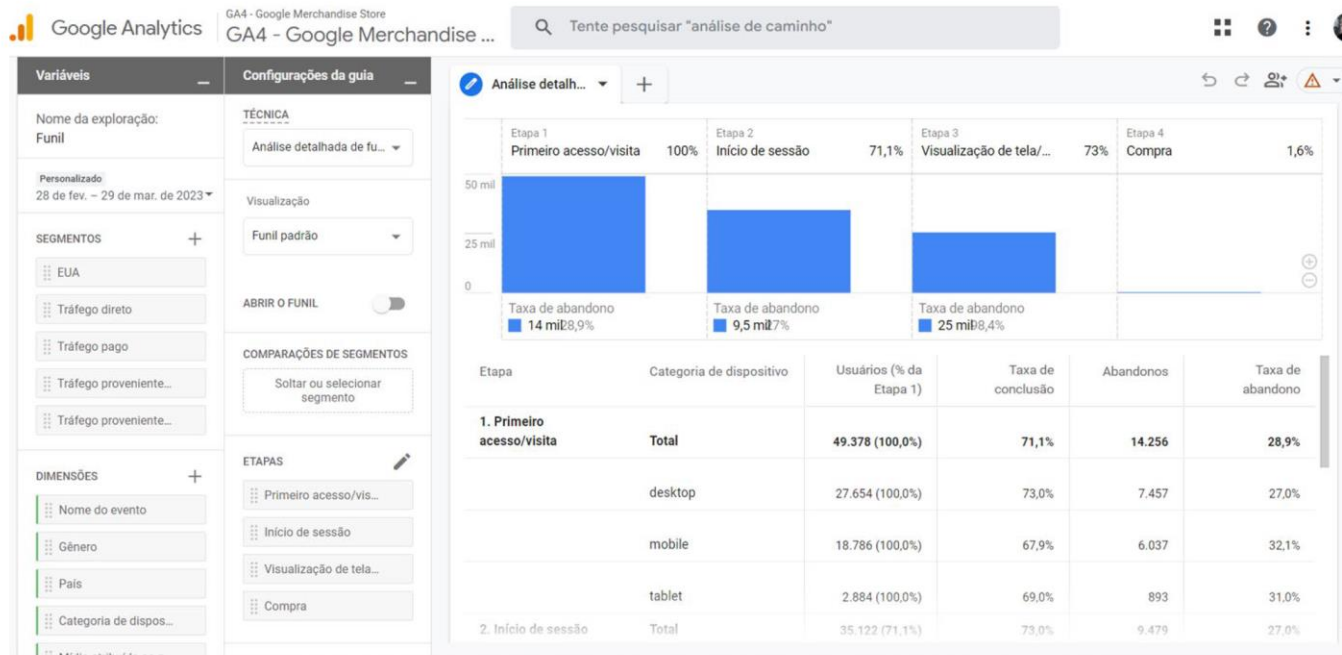 Google Analytics
GA4 - Google Merchandise Store
GA4 - Google Merchandise ...
Tente pesquisar "análise de caminho"
Variáveis
Nome da exploração:
Funil
Personalizado
28 de fev. – 29 de mar. de 2023
SEGMENTOS
EUA
Tráfego direto
Tráfego pago
Tráfego proveniente...
Tráfego proveniente...
DIMENSÕES
Nome do evento
Gênero
País
Categoria de dispos...
Configurações da guia
TÉCNICA
Análise detalhada de fu...
Visualização
Funil padrão
ABRIR O FUNIL
COMPARAÇÕES DE SEGMENTOS
Soltar ou selecionar
segmento
ETAPAS
Primeiro acesso/vis...
Início de sessão
Visualização de tela...
Compra
Análise detalh...
Etapa 1
Primeiro acesso/visita 100%
Etapa 2
Início de sessão 71,1%
Etapa 3
Visualização de tela/... 73%
Etapa 4
Compra 1,6%
50 mil
25 mil
0
Taxa de abandono
14 mil 28,9%
Taxa de abandono
9,5 mil 27%
Taxa de abandono
25 mil 98,4%
Etapa Categoria de dispositivo Usuários (% da Etapa 1) Taxa de conclusão Abandonos Taxa de abandono
1. Primeiro acesso/visita Total 49.378 (100,0%) 71,1% 14.256 28,9%
desktop 27.654 (100,0%) 73,0% 7.457 27,0%
mobile 18.786 (100,0%) 67,9% 6.037 32,1%
tablet 2.884 (100,0%) 69,0% 893 31,0%
2. Início de sessão Total 35.122 (71,1%) 73,0% 9.479 27,0%